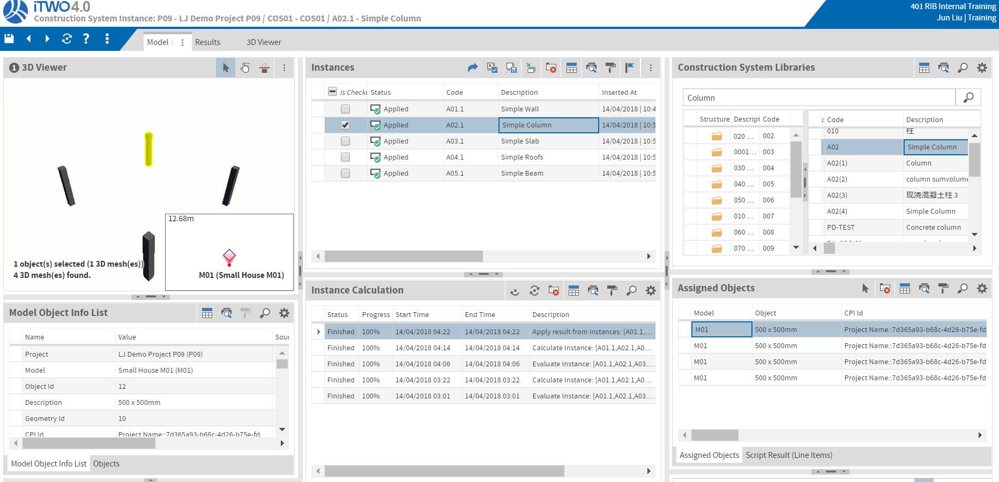 iTWO 4.0
Construction System Instance: P09 - LJ Demo Project P09 / COS01 - COS01 / A02.1 - Simple Column
401 RIB Internal Training
Jun Liu | Training
Model
Results
3D Viewer
1 3D Viewer
12.68m
M01 (Small House M01)
1 object(s) selected (1 3D mesh(es))
4 3D mesh(es) found.
Model Object Info List
Name Value Sour
Project LJ Demo Project P09 (P09)
Model Small House M01 (M01)
Object Id 12
Description 500 x 500mm
Geometry Id 10
CPI Id Project Name::7d365a93-b68c-4d26-b75e-fd
Model Object Info List Objects
Instances
Is Checke Status Code Description Inserted At
Applied A01.1 Simple Wall 14/04/2018 | 10:4
Applied A02.1 Simple Column 14/04/2018 | 10:5
Applied A03.1 Simple Slab 14/04/2018 | 10:5
Applied A04.1 Simple Roofs 14/04/2018 | 10:5
Applied A05.1 Simple Beam 14/04/2018 | 10:5
Instance Calculation
Status Progress Start Time End Time Description
Finished 100% 14/04/2018 04:22 14/04/2018 04:22 Apply result from instances: [A01.1,...
Finished 100% 14/04/2018 04:14 14/04/2018 04:14 Calculate Instance: [A01.1,A02.1,A0...
Finished 100% 14/04/2018 04:06 14/04/2018 04:06 Evaluate Instance: [A01.1,A02.1,A03....
Finished 100% 14/04/2018 03:22 14/04/2018 03:22 Calculate Instance: [A01.1,A02.1,A0...
Finished 100% 14/04/2018 03:01 14/04/2018 03:01 Evaluate Instance: [A01.1,A02.1,A03....
Construction System Libraries
Column
Structure Descript Code
020 ... 002
0001... 003
030 ... 004
040 ... 005
050 ... 006
010 ... 007
060 ... 008
070 ... 009
Code Description
010 柱
A02 Simple Column
A02(1) Column
A02(2) column sumvolume
A02(3) 现浇混凝土柱 3
A02(4) Simple Column
PD-TEST Concrete column
Assigned Objects
Model Object CPI Id
M01 500 x 500mm Project Name::7d365a93-b68c-4d26-b75e-fd
M01 500 x 500mm Project Name::7d365a93-b68c-4d26-b75e-fd
M01 500 x 500mm Project Name::7d365a93-b68c-4d26-b75e-fd
M01 500 x 500mm Project Name::7d365a93-b68c-4d26-b75e-fd
Assigned Objects Script Result (Line Items)